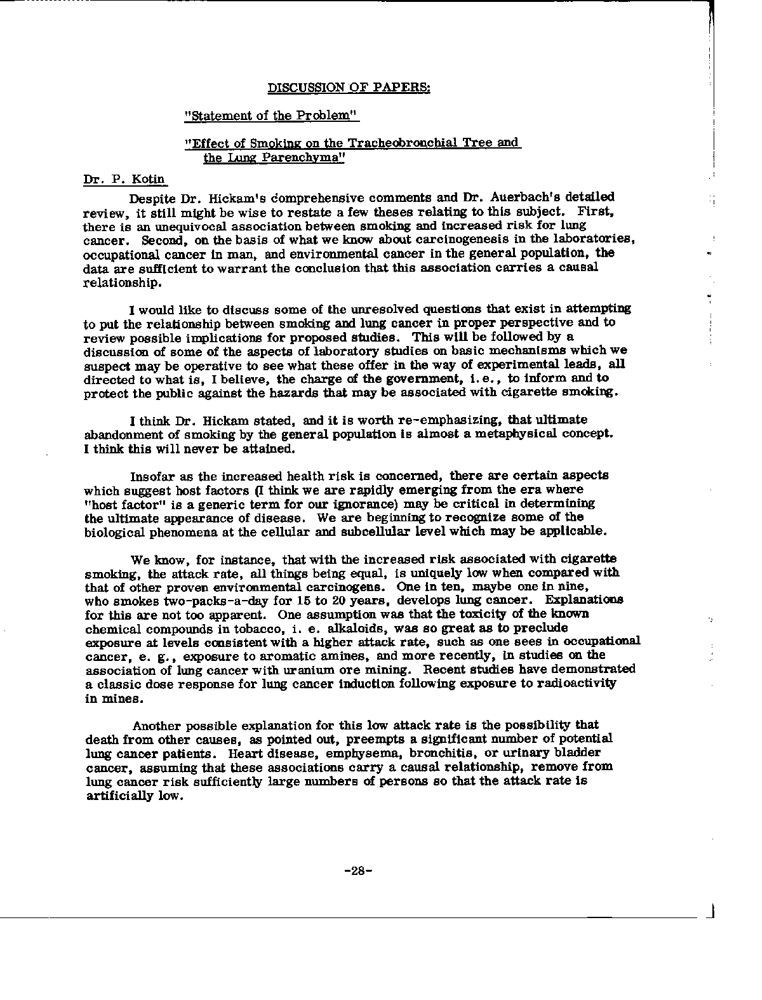 DISCUSSION OF PAPERS:
"Statement of the Problem"
"Effect of Smoking on the Tracheobronchial Tree and
the Lung Parenchyma"
Dr. P. Kotin
Despite Dr. Hickam's comprehensive comments and Dr. Auerbach's detailed
review, it still might be wise to restate a few theses relating to this subject. First,
there is an unequivocal association between smoking and increased risk for lung
cancer. Second, on the basis of what we know about carcinogenesis in the laboratories,
occupational cancer in man, and environmental cancer in the general population, the
data are sufficient to warrant the conclusion that this association carries a causal
relationship.
I would like to discuss some of the unresolved questions that exist in attempting
to put the relationship between smoking and lung cancer in proper perspective and to
review possible implications for proposed studies. This will be followed by a
discussion of some of the aspects of laboratory studies on basic mechanisms which we
suspect may be operative to see what these offer in the way of experimental leads, all
directed to what is, I believe, the charge of the government, i.e., to inform and to
protect the public against the hazards that may be associated with cigarette smoking.
I think Dr. Hickam stated, and it is worth re-emphasizing, that ultimate
abandonment of smoking by the general population is almost a metaphysical concept.
I think this will never be attained.
Insofar as the increased health risk is concerned, there are certain aspects
which suggest host factors (I think we are rapidly emerging from the era where
"host factor" is a generic term for our ignorance) may be critical in determining
the ultimate appearance of disease. We are beginning to recognize some of the
biological phenomena at the cellular and subcellular level which may be applicable.
We know, for instance, that with the increased risk associated with cigarette
smoking, the attack rate, all things being equal, is uniquely low when compared with
that of other proven environmental carcinogens. One in ten, maybe one in nine,
who smokes two-packs-a-day for 15 to 20 years, develops lung cancer. Explanations
for this are not too apparent. One assumption was that the toxicity of the known
chemical compounds in tobacco, i. e. alkaloids, was so great as to preclude
exposure at levels consistent with a higher attack rate, such as one sees in occupational
cancer, e. g., exposure to aromatic amines, and more recently, in studies on the
association of lung cancer with uranium ore mining. Recent studies have demonstrated
a classic dose response for lung cancer induction following exposure to radioactivity
in mines.
Another possible explanation for this low attack rate is the possibility that
death from other causes, as pointed out, preempts a significant number of potential
lung cancer patients. Heart disease, emphysema, bronchitis, or urinary bladder
cancer, assuming that these associations carry a causal relationship, remove from
lung cancer risk sufficiently large numbers of persons so that the attack rate is
artificially low.
-28-